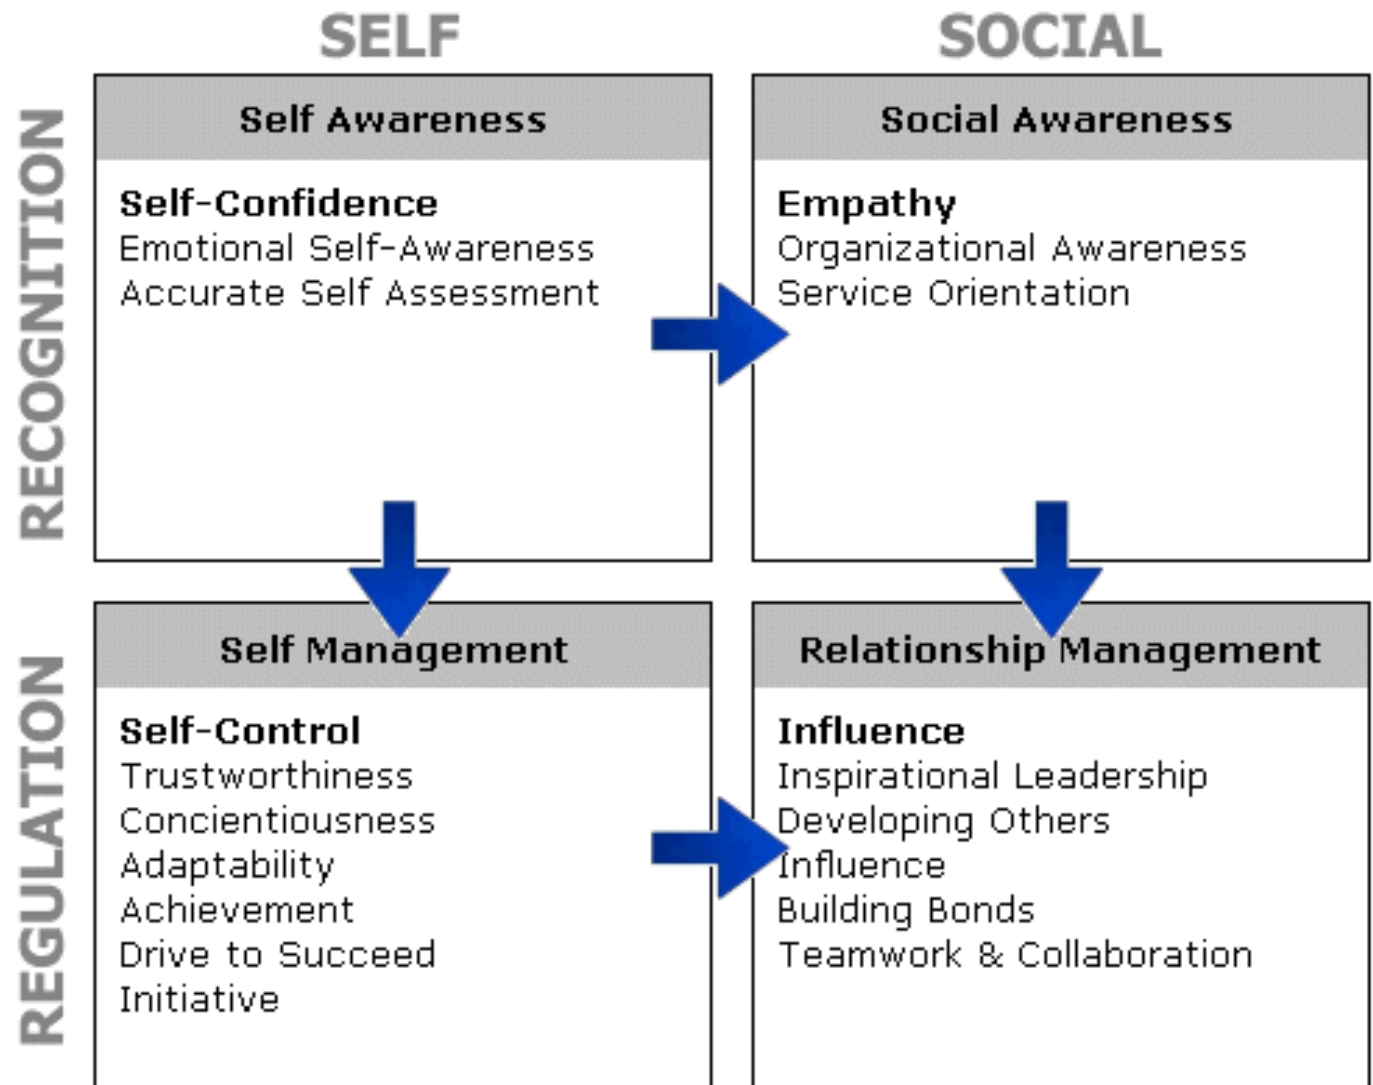 SELF
SOCIAL
RECOGNITION
Self Awareness
Self-Confidence
Emotional Self-Awareness
Accurate Self Assessment
Social Awareness
Empathy
Organizational Awareness
Service Orientation
REGULATION
Self Management
Self-Control
Trustworthiness
Concientiousness
Adaptability
Achievement
Drive to Succeed
Initiative
Relationship Management
Influence
Inspirational Leadership
Developing Others
Influence
Building Bonds
Teamwork & Collaboration